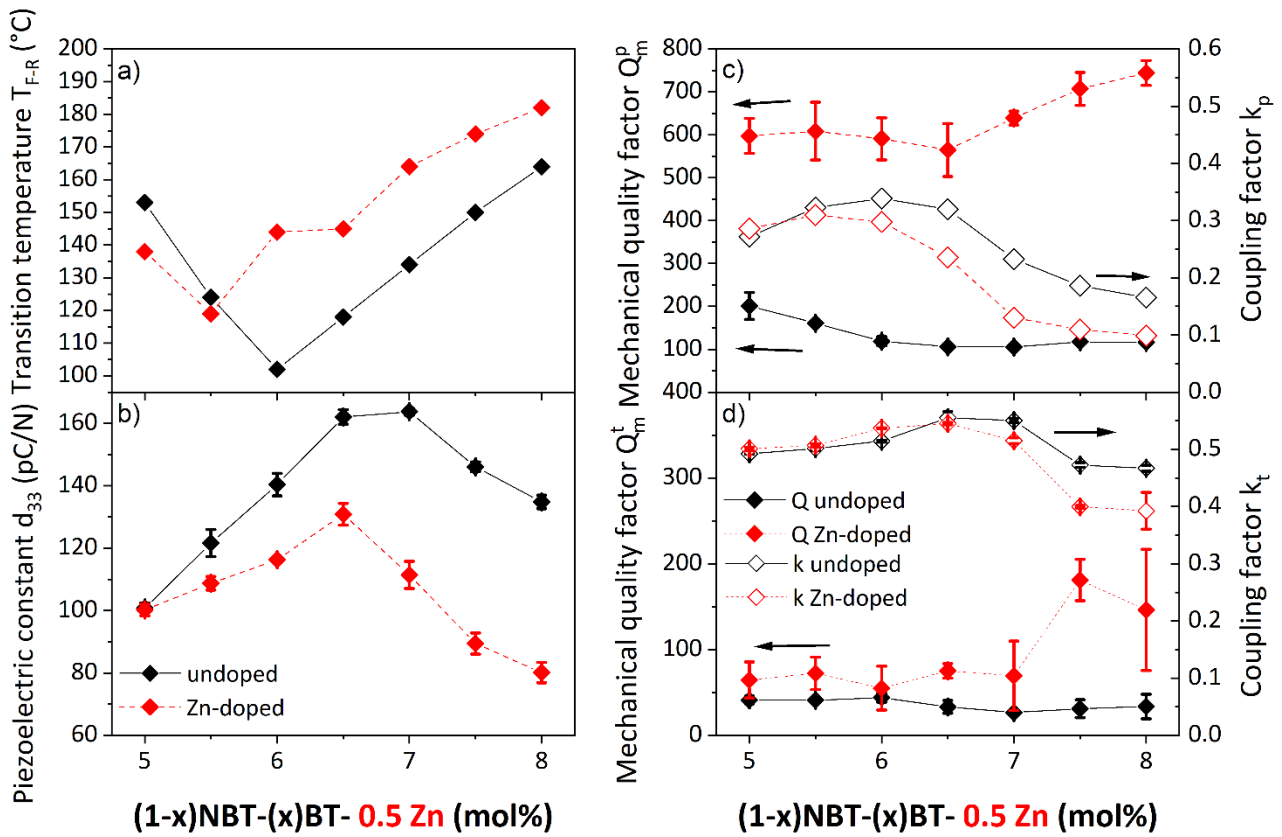 Transition temperature T_F-R (°C)
200
190
180
170
160
150
140
130
120
110
100
a)
Piezoelectric constant d_33 (pC/N)
160
140
120
100
80
60
b)
undoped
Zn-doped
5
6
7
8
(1-x)NBT-(x)BT- 0.5 Zn (mol%)
Mechanical quality factor Q_m^p
800
700
600
500
400
300
200
100
c)
0.6
0.5
0.4
0.3
0.2
0.1
0.0
Coupling factor k_p
Mechanical quality factor Q_m^t
400
300
200
100
0
d)
Q undoped
Q Zn-doped
k undoped
k Zn-doped
0.5
0.4
0.3
0.2
0.1
0.0
Coupling factor k_t
5
6
7
8
(1-x)NBT-(x)BT- 0.5 Zn (mol%)